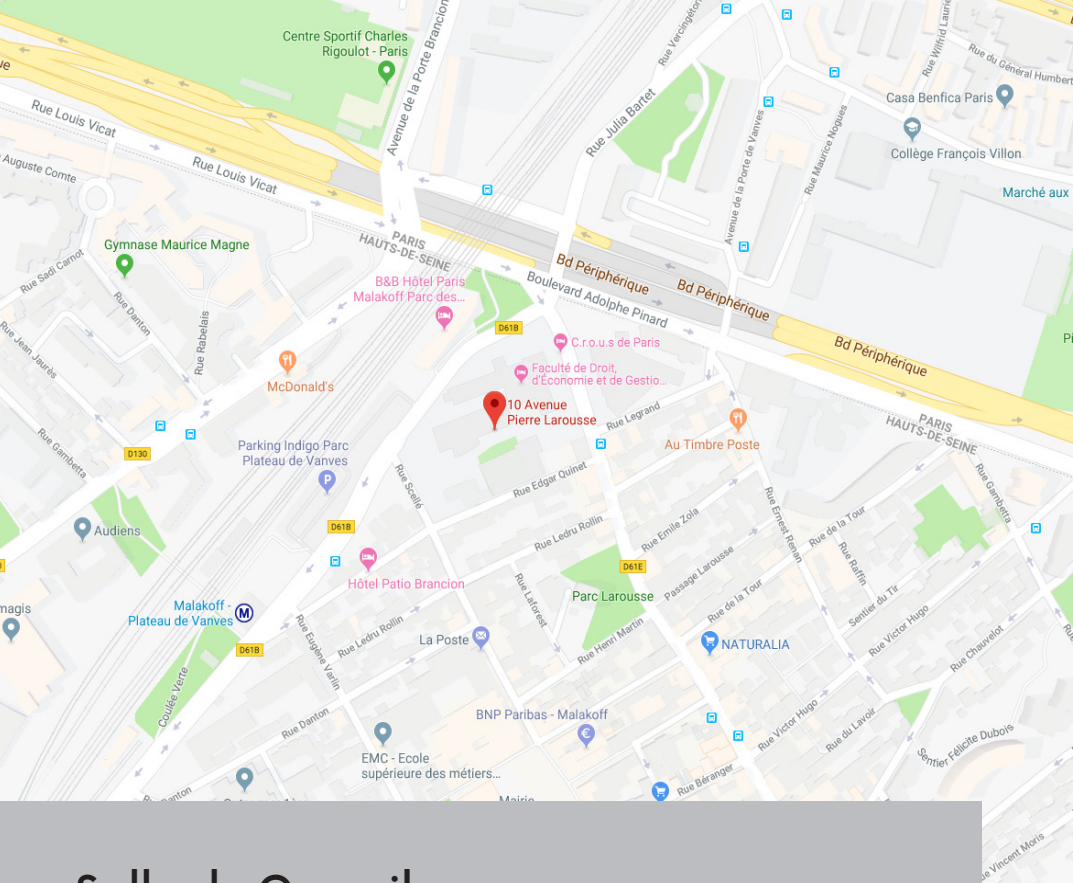 Centre Sportif Charles
Rigoulot - Paris
Avenue de la Porte Brancion
Rue Vercingétorix
Rue Wilfrid Laurier
Rue du Général Humbert
Casa Benfica Paris
Collège François Villon
Marché aux
Rue Julia Bartet
Avenue de la Porte de Vanves
Rue Maurice Nogues
Rue Louis Vicat
Rue Louis Vicat
Auguste Comte
Gymnase Maurice Magne
PARIS
HAUTS-DE-SEINE
Rue Sadi Carnot
Rue Danton
Rue Rabelais
Rue Jean Jaurès
B&B Hôtel Paris
Malakoff Parc des...
Bd Périphérique
Bd Périphérique
Boulevard Adolphe Pinard
Bd Périphérique
D61B
C.r.o.u.s de Paris
Faculté de Droit,
d'Économie et de Gestio...
McDonald's
10 Avenue
Pierre Larousse
Rue Legrand
Au Timbre Poste
PARIS
HAUTS-DE-SEINE
Pi
Rue Gambetta
D130
Parking Indigo Parc
Plateau de Vanves
Rue Scellé
Rue Edgar Quinet
Rue Gambetta
Audiens
D61B
Rue Ledru Rollin
Rue Emile Zola
Rue Ernest Renan
Rue de la Tour
Rue Raffin
Hôtel Patio Brancion
D61E
Passage Larousse
Parc Larousse
Rue de la Tour
Sentier du Tir
Rue Victor Hugo
Rue Chauvelot
magis
Malakoff -
Plateau de Vanves
M
D61B
Rue Eugène Varlin
Rue Ledru Rollin
Rue Laforest
La Poste
Rue Henri Martin
NATURALIA
Coulée Verte
Rue Danton
BNP Paribas - Malakoff
Rue Victor Hugo
Rue du Lavoir
Sentier Félicité Dubois
EMC - Ecole
supérieure des métiers...
Rue Béranger
Mairie
Rue Vincent Moris